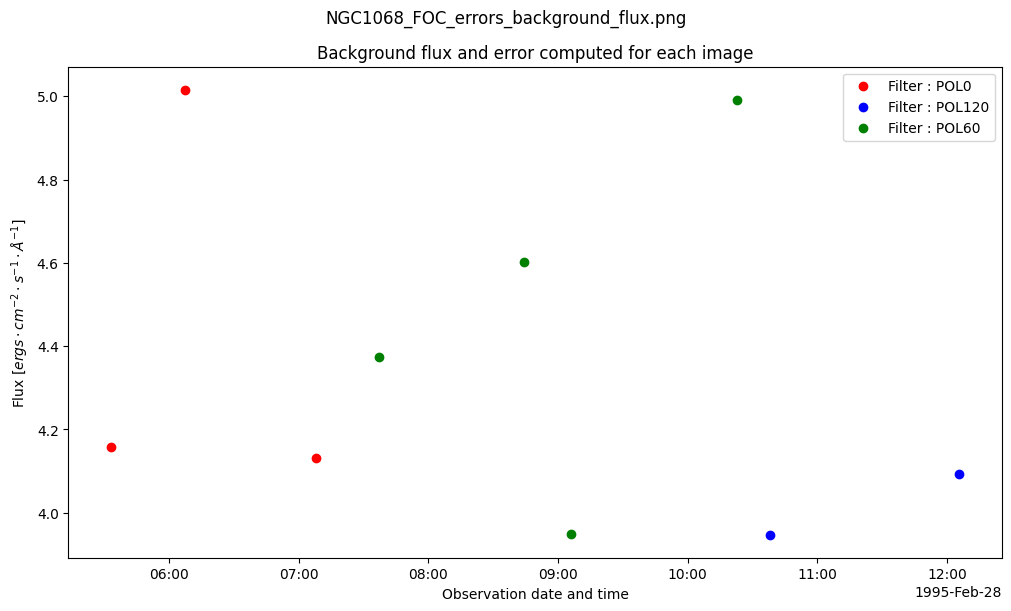 NGC1068_FOC_errors_background_flux.png
Background flux and error computed for each image
Filter : POL0
Filter : POL120
Filter : POL60
Flux [ergs · cm⁻² · s⁻¹ · Å⁻¹]
5.0
4.8
4.6
4.4
4.2
4.0
06:00 07:00 08:00 09:00 10:00 11:00 12:00
1995-Feb-28
Observation date and time